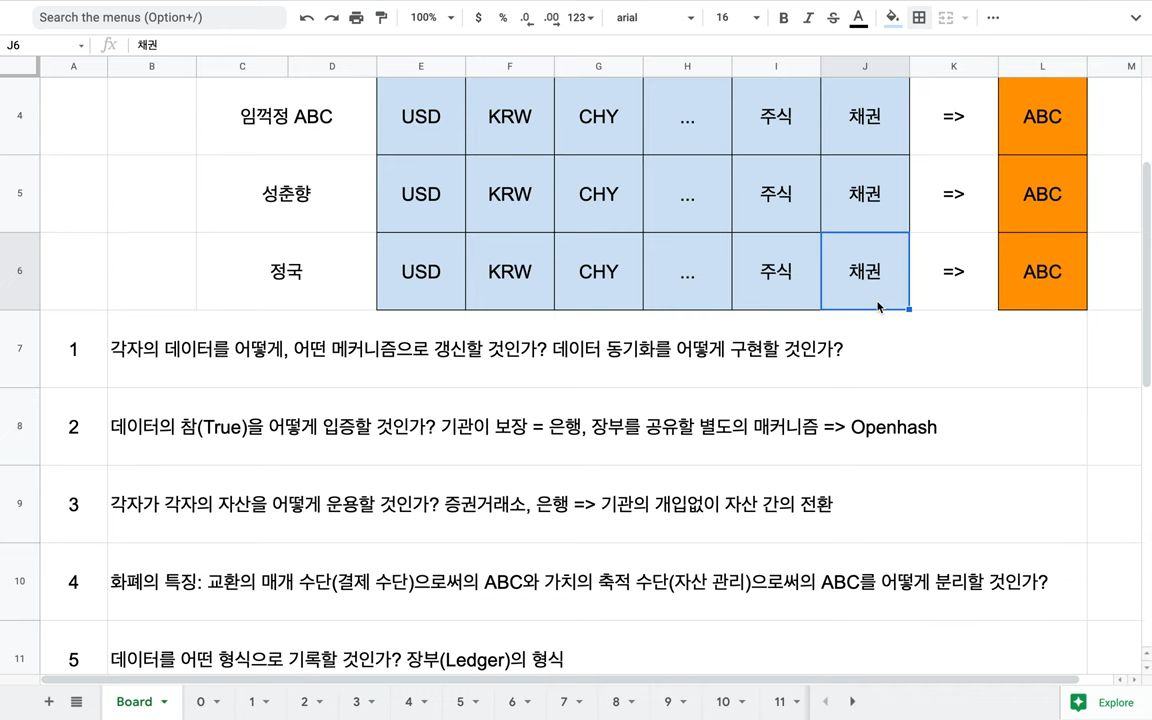 Search the menus (Option+/)
100%
$ % .0 .00 123
arial
16
B I S A
J6
fx
채권
A B C D E F G H I J K L M
4 임꺽정 ABC USD KRW CHY ... 주식 채권 => ABC
5 성춘향 USD KRW CHY ... 주식 채권 => ABC
6 정국 USD KRW CHY ... 주식 채권 => ABC
7 1 각자의 데이터를 어떻게, 어떤 메커니즘으로 갱신할 것인가? 데이터 동기화를 어떻게 구현할 것인가?
8 2 데이터의 참(True)을 어떻게 입증할 것인가? 기관이 보장 = 은행, 장부를 공유할 별도의 매커니즘 => Openhash
9 3 각자가 각자의 자산을 어떻게 운용할 것인가? 증권거래소, 은행 => 기관의 개입없이 자산 간의 전환
10 4 화폐의 특징: 교환의 매개 수단(결제 수단)으로써의 ABC와 가치의 축적 수단(자산 관리)으로써의 ABC를 어떻게 분리할 것인가?
11 5 데이터를 어떤 형식으로 기록할 것인가? 장부(Ledger)의 형식
Board 0 1 2 3 4 5 6 7 8 9 10 11
Explore